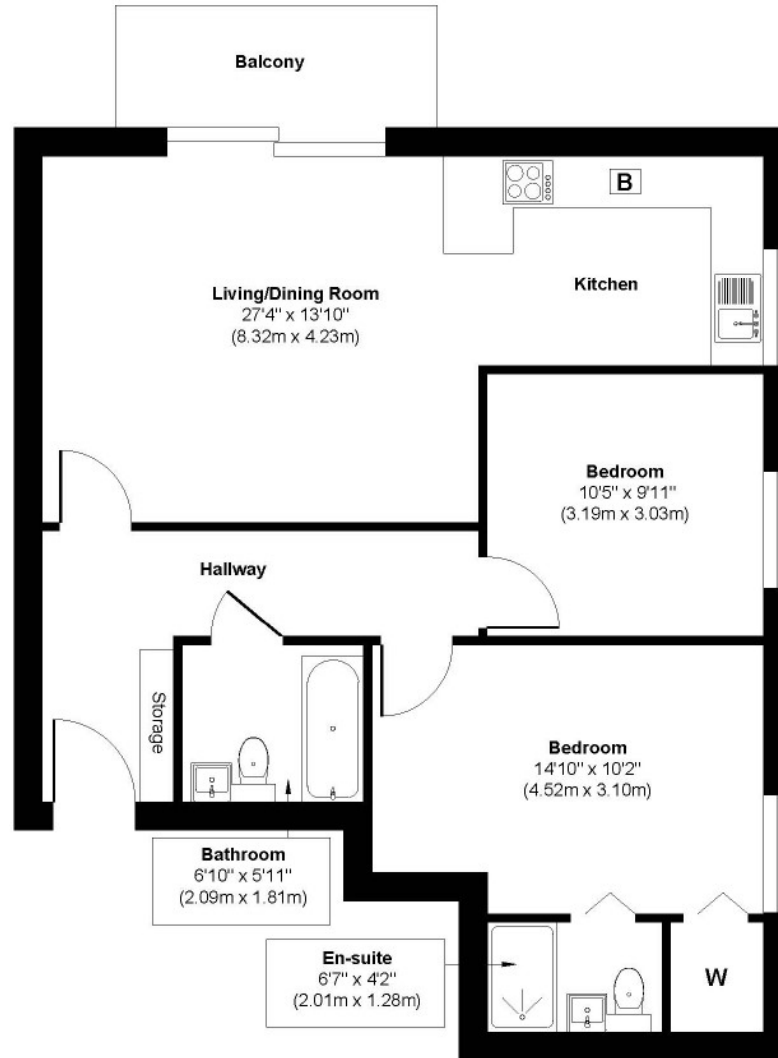 Balcony
B
Living/Dining Room
27'4" x 13'10"
(8.32m x 4.23m)
Kitchen
Bedroom
10'5" x 9'11"
(3.19m x 3.03m)
Hallway
Storage
Bedroom
14'10" x 10'2"
(4.52m x 3.10m)
Bathroom
6'10" x 5'11"
(2.09m x 1.81m)
En-suite
6'7" x 4'2"
(2.01m x 1.28m)
W